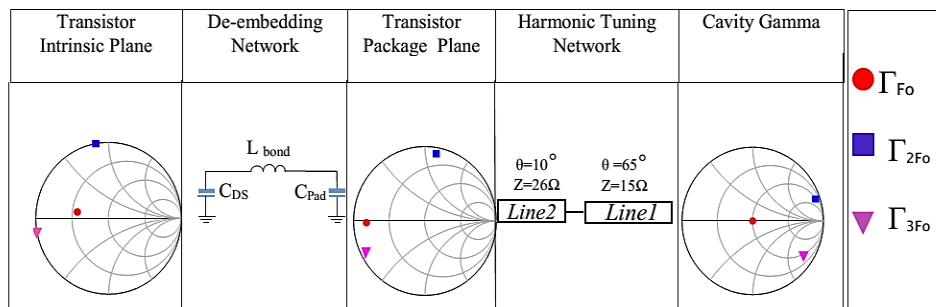 Transistor
Intrinsic Plane
De-embedding
Network
Transistor
Package Plane
Harmonic Tuning
Network
Cavity Gamma
L bond
CDS
CPad
θ=10° θ=65°
Z=26Ω Z=15Ω
Line2 Line1
ΓFo
Γ2Fo
Γ3Fo